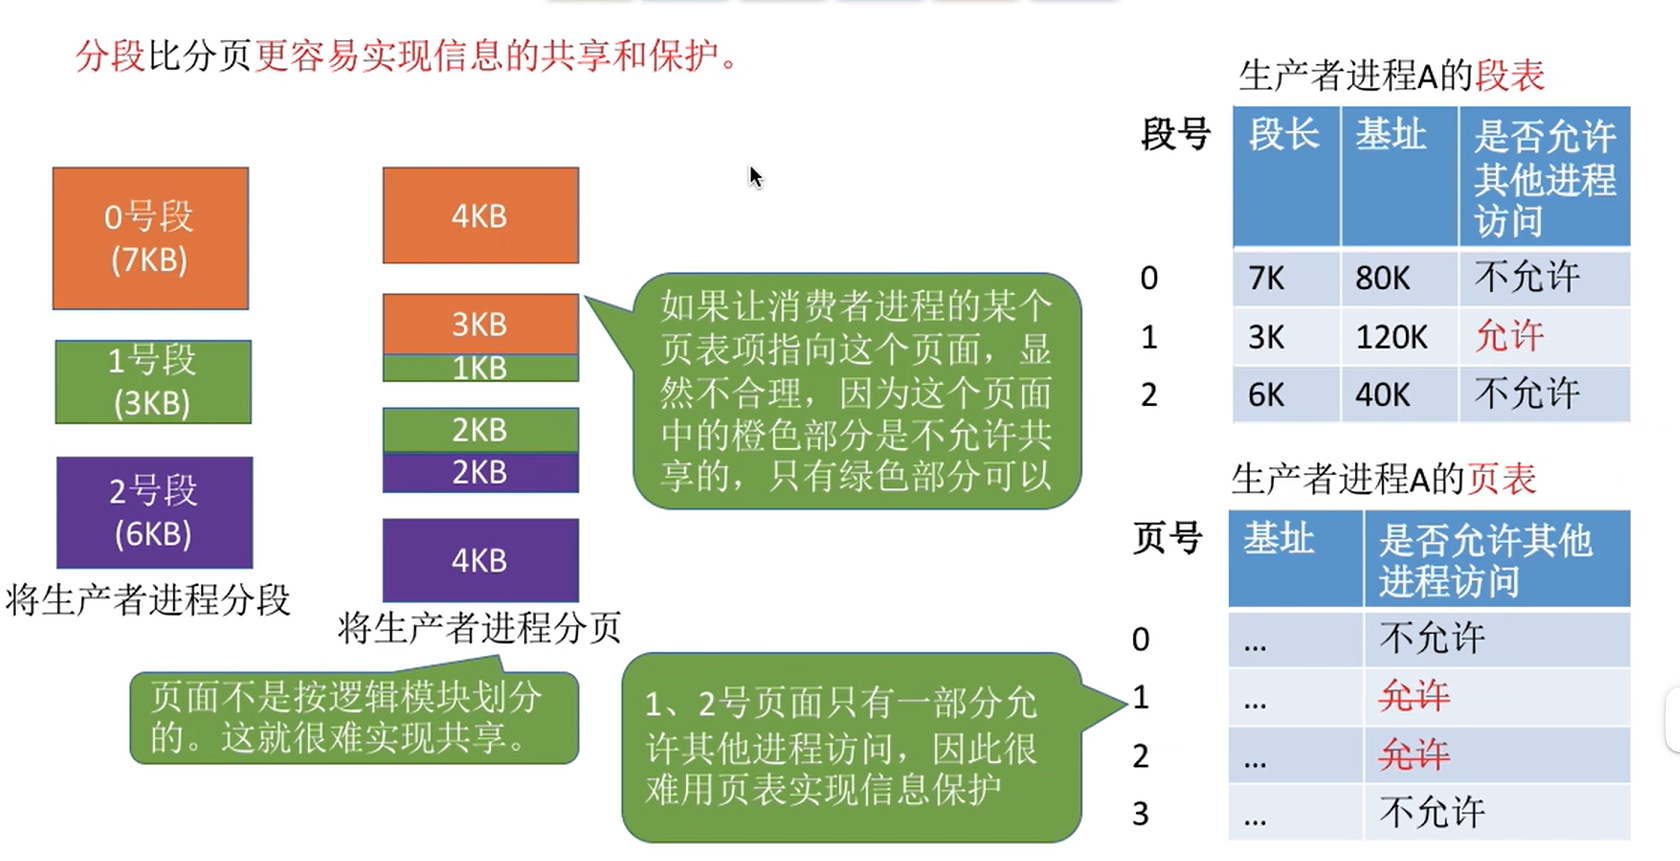 分段比分页更容易实现信息的共享和保护。
0号段
(7KB)
1号段
(3KB)
2号段
(6KB)
将生产者进程分段
4KB
3KB
1KB
2KB
2KB
4KB
将生产者进程分页
页面不是按逻辑模块划分
的。这就很难实现共享。
如果让消费者进程的某个
页表项指向这个页面，显
然不合理，因为这个页面
中的橙色部分是不允许共
享的，只有绿色部分可以
1、2号页面只有一部分允
许其他进程访问，因此很
难用页表实现信息保护
生产者进程A的段表
段号 段长 基址 是否允许
其他进程
访问
0 7K 80K 不允许
1 3K 120K 允许
2 6K 40K 不允许
生产者进程A的页表
页号 基址 是否允许其他
进程访问
0 ... 不允许
1 ... 允许
2 ... 允许
3 ... 不允许